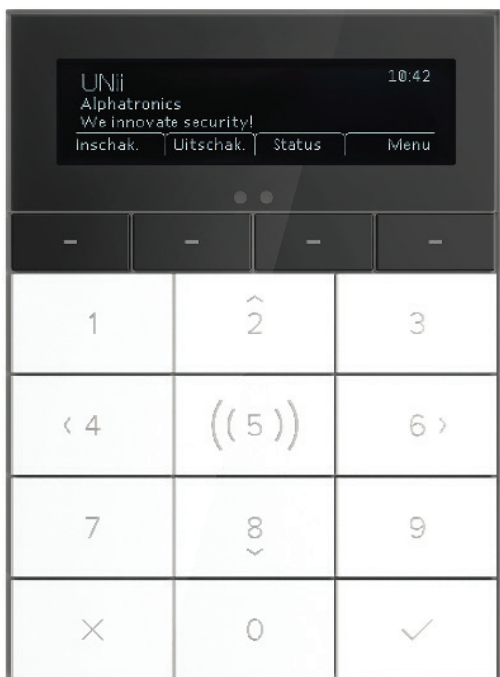 UNii 10:42
Alphatronics
We innovate security!
Inschak. Uitschak. Status Menu
1 2 3
4 5 6
7 8 9
0